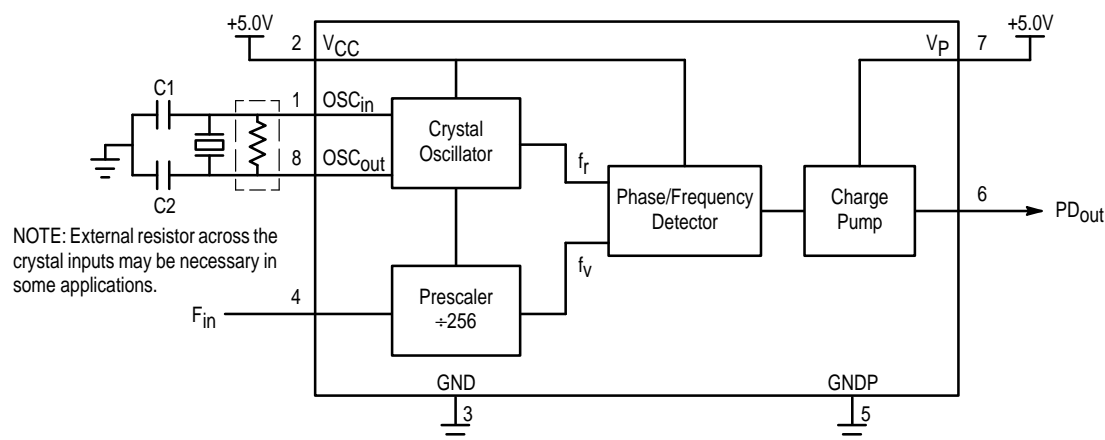 +5.0V
2
VCC
VP
7
+5.0V
C1
1
OSCin
Crystal
Oscillator
8
OSCout
C2
fr
Phase/Frequency
Detector
Charge
Pump
6
PDout
NOTE: External resistor across the
crystal inputs may be necessary in
some applications.
fv
4
Fin
Prescaler
÷256
GND
3
GNDP
5